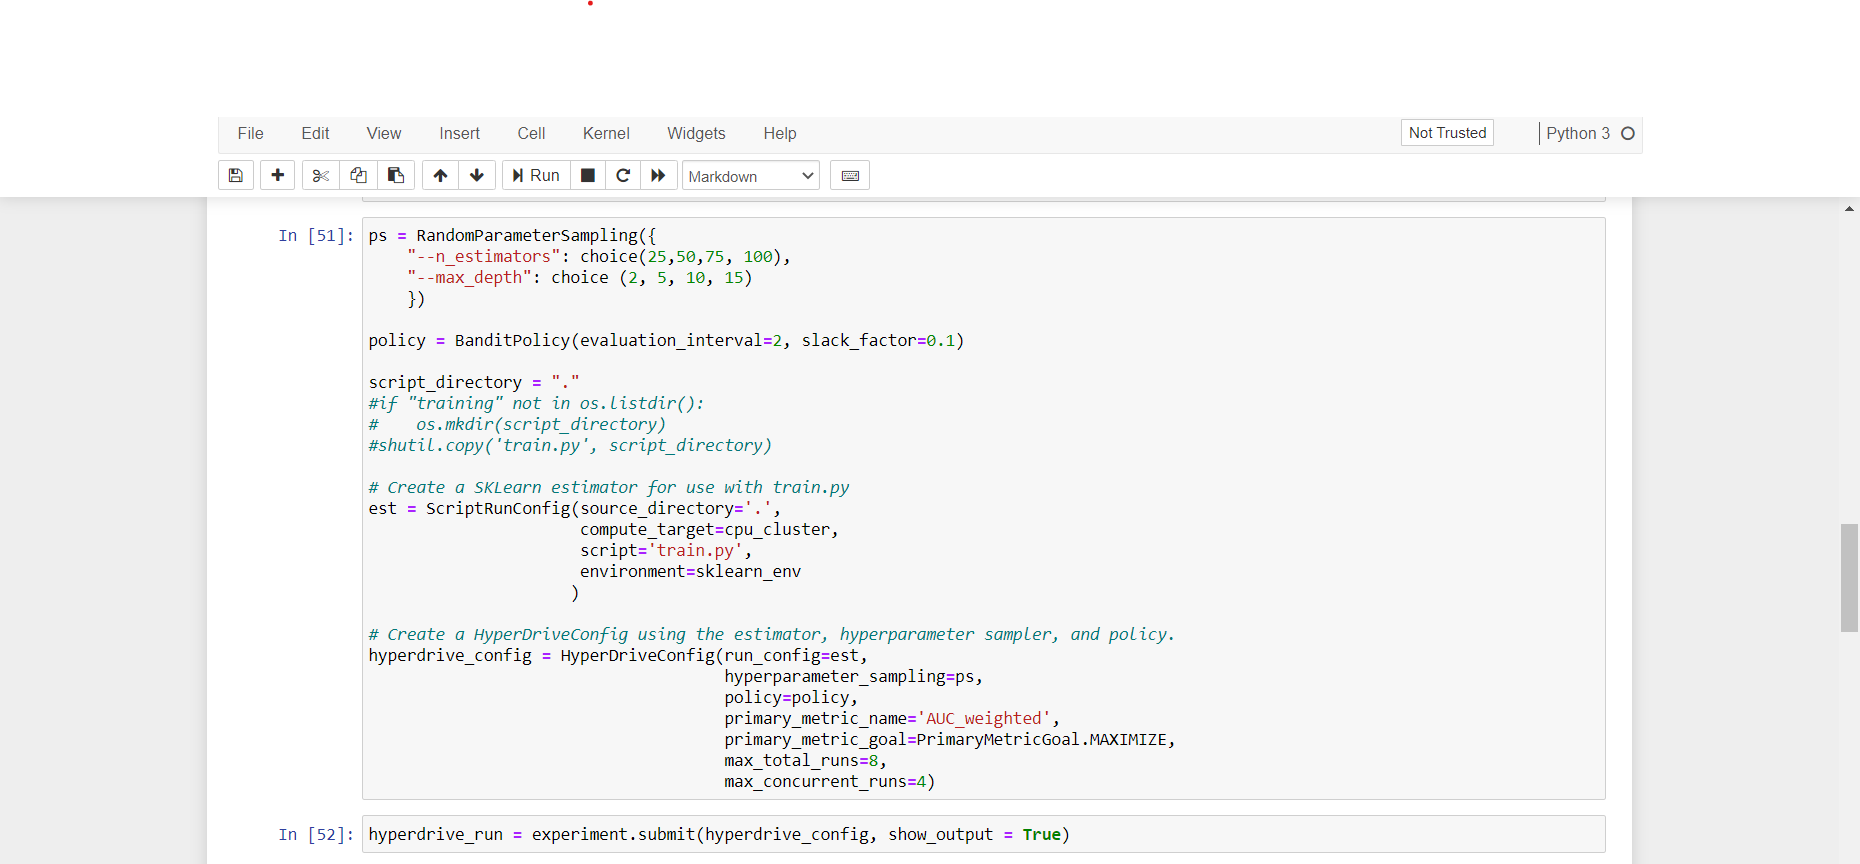 File Edit View Insert Cell Kernel Widgets Help Not Trusted Python 3
Run Markdown
In [51]: ps = RandomParameterSampling({
    "--n_estimators": choice(25,50,75, 100),
    "--max_depth": choice (2, 5, 10, 15)
    })

policy = BanditPolicy(evaluation_interval=2, slack_factor=0.1)

script_directory = "."
#if "training" not in os.listdir():
#    os.mkdir(script_directory)
#shutil.copy('train.py', script_directory)

# Create a SKLearn estimator for use with train.py
est = ScriptRunConfig(source_directory='.',
                      compute_target=cpu_cluster,
                      script='train.py',
                      environment=sklearn_env
                     )

# Create a HyperDriveConfig using the estimator, hyperparameter sampler, and policy.
hyperdrive_config = HyperDriveConfig(run_config=est,
                                     hyperparameter_sampling=ps,
                                     policy=policy,
                                     primary_metric_name='AUC_weighted',
                                     primary_metric_goal=PrimaryMetricGoal.MAXIMIZE,
                                     max_total_runs=8,
                                     max_concurrent_runs=4)
In [52]: hyperdrive_run = experiment.submit(hyperdrive_config, show_output = True)